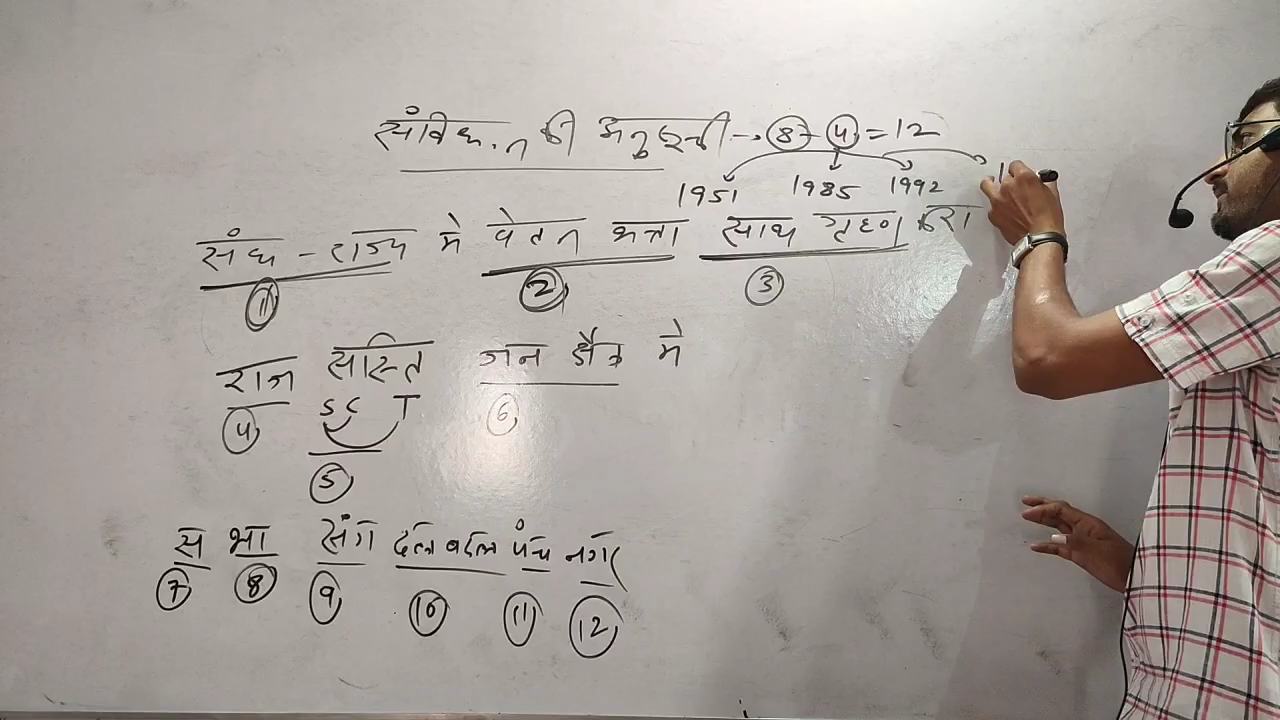 संविधान की अनुसूची → 8 - 4 = 12
1951 1985 1992
संघ - राज्य मे वेतन भत्ता साथ ग्रहण
1 2 3
राज सस्ति जन क्षैत्र मे
SC T
4 5 6
स भा संग दल बदल पंच नगर
7 8 9 10 11 12